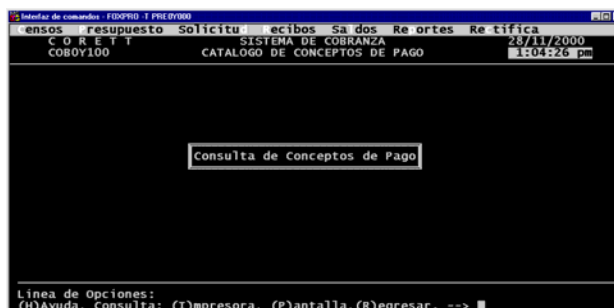 Interfaz de comandos - FOXPRO -T PRE0Y000
ensos resupuesto Solicitu ecibos Sa dos Re ortes Re tifica
C O R E T T SISTEMA DE COBRANZA 28/11/2000
COB0Y100 CATALOGO DE CONCEPTOS DE PAGO 1:04:26 pm
Consulta de Conceptos de Pago
Linea de Opciones:
(H)Ayuda. Consulta: (I)mpresora, (P)antalla,(R)egresar. -->